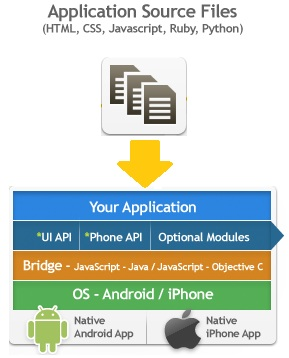 Application Source Files
(HTML, CSS, Javascript, Ruby, Python)
Your Application
*UI API *Phone API Optional Modules
Bridge - JavaScript - Java / JavaScript - Objective C
OS - Android / iPhone
Native Native
Android App iPhone App